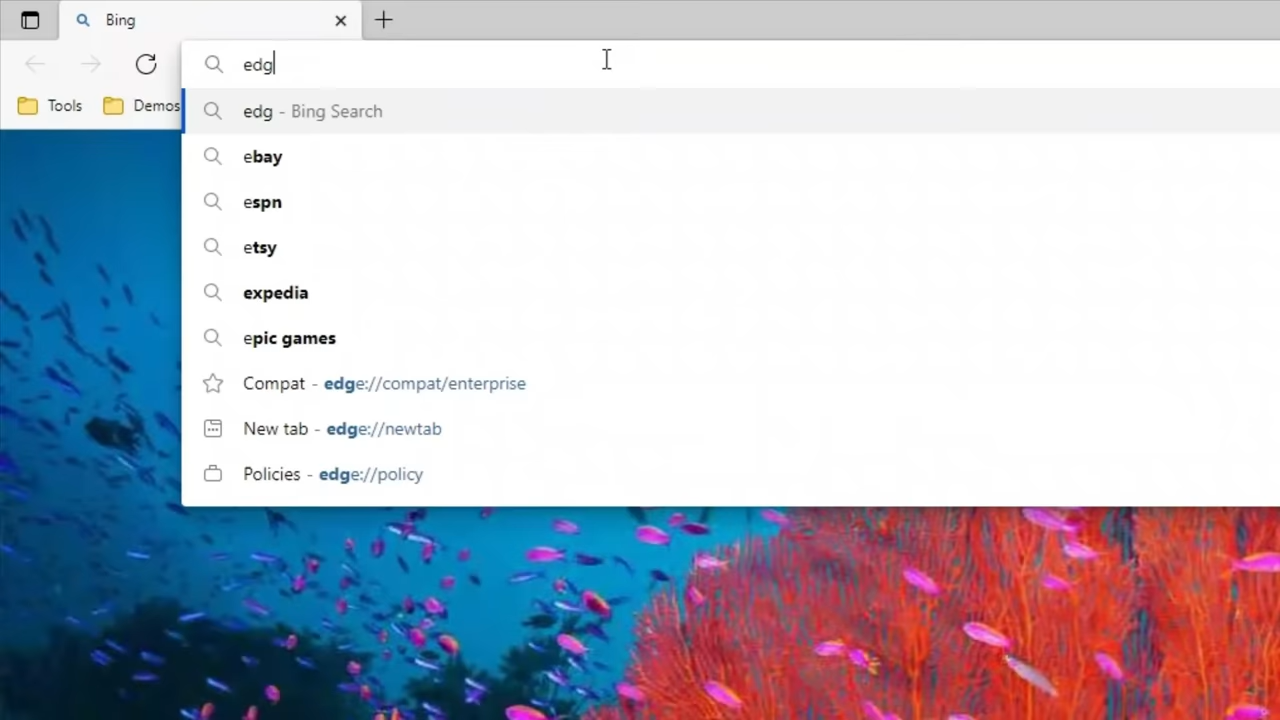 Bing
edg
Tools Demos
edg - Bing Search
ebay
espn
etsy
expedia
epic games
Compat - edge://compat/enterprise
New tab - edge://newtab
Policies - edge://policy